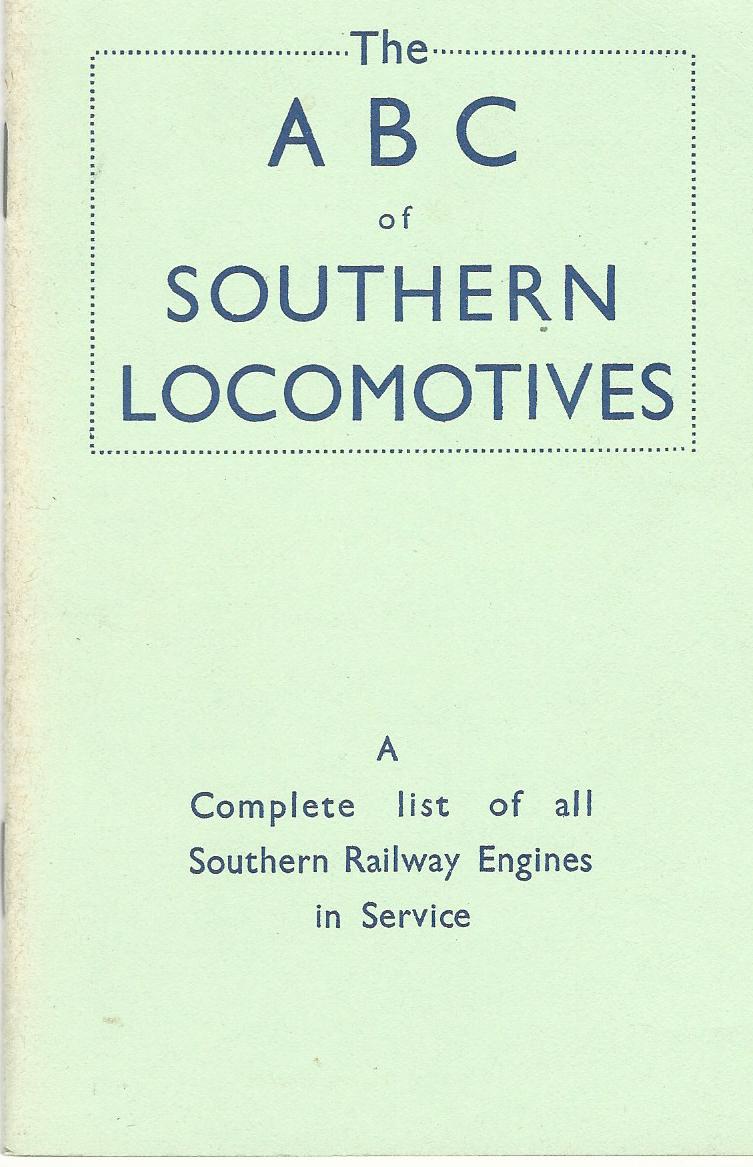 The
A B C
of
SOUTHERN
LOCOMOTIVES
A
Complete list of all
Southern Railway Engines
in Service